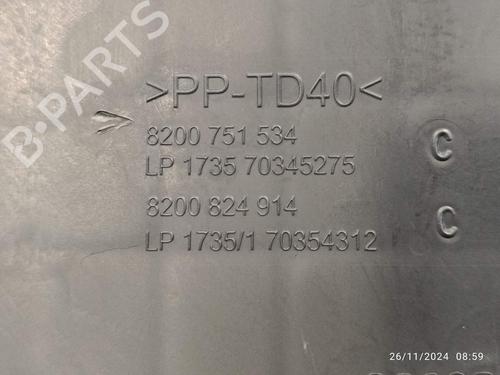 B-PARTS
>PP-TD40<
8200 751 534
LP 1735 70345275
C
8200 824 914
LP 1735/1 70354312
C
26/11/2024 08:59